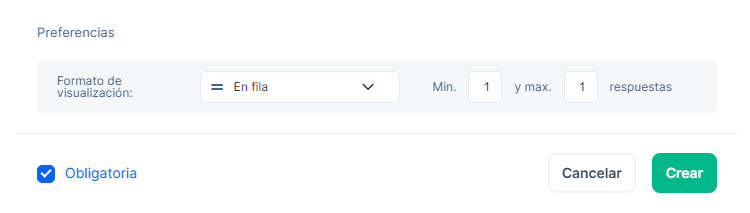 Preferencias
Formato de
visualización:
En fila
Min. 1 y max. 1 respuestas
Obligatoria
Cancelar
Crear